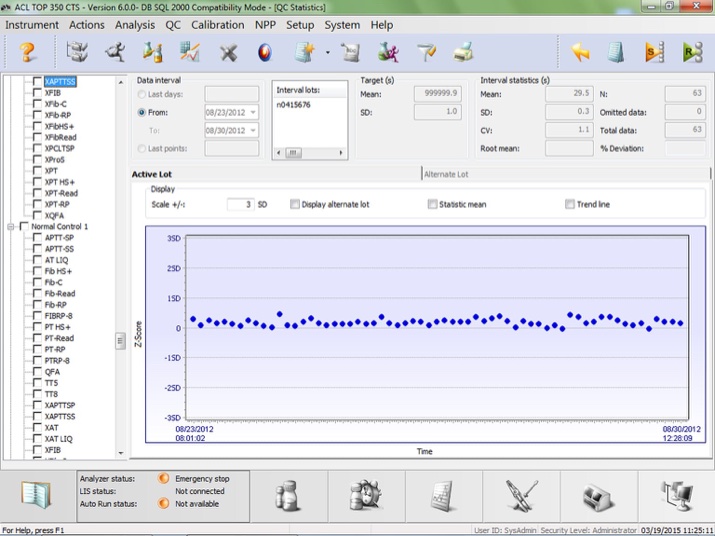 ACL TOP 350 CTS - Version 6.0.0- DB SQL 2000 Compatibility Mode - [QC Statistics]
Instrument Actions Analysis QC Calibration NPP Setup System Help
XAPTTSS
XFIB
XFib-C
XFib-RP
XFibHS+
XFibRead
XPCLTSP
XProS
XPT
XPT HS+
XPT-Read
XPT-RP
XQFA
Normal Control 1
APTT-SP
APTT-SS
AT LIQ
Fib HS+
Fib-C
Fib-Read
Fib-RP
FIBRP-8
PT HS+
PT-Read
PT-RP
PTRP-8
QFA
TT5
TT8
XAPTTSP
XAPTTSS
XAT
XAT LIQ
XFIB
Data interval
Last days:
From: 08/23/2012
To: 08/30/2012
Last points:
Interval lots:
n0415676
Target (s)
Mean: 999999.9
SD: 1.0
Interval statistics (s)
Mean: 29.5 N: 63
SD: 0.3 Omitted data: 0
CV: 1.1 Total data: 63
Root mean: % Deviation:
Active Lot Alternate Lot
Display
Scale +/-: 3 SD Display alternate lot Statistic mean Trend line
Z-Score
3SD
2SD
1SD
0
-1SD
-2SD
-3SD
08/23/2012 08/30/2012
08:01:02 12:28:09
Time
Analyzer status: Emergency stop
LIS status: Not connected
Auto Run status: Not available
For Help, press F1 User ID: SysAdmin Security Level: Administrator 03/19/2015 11:25:11